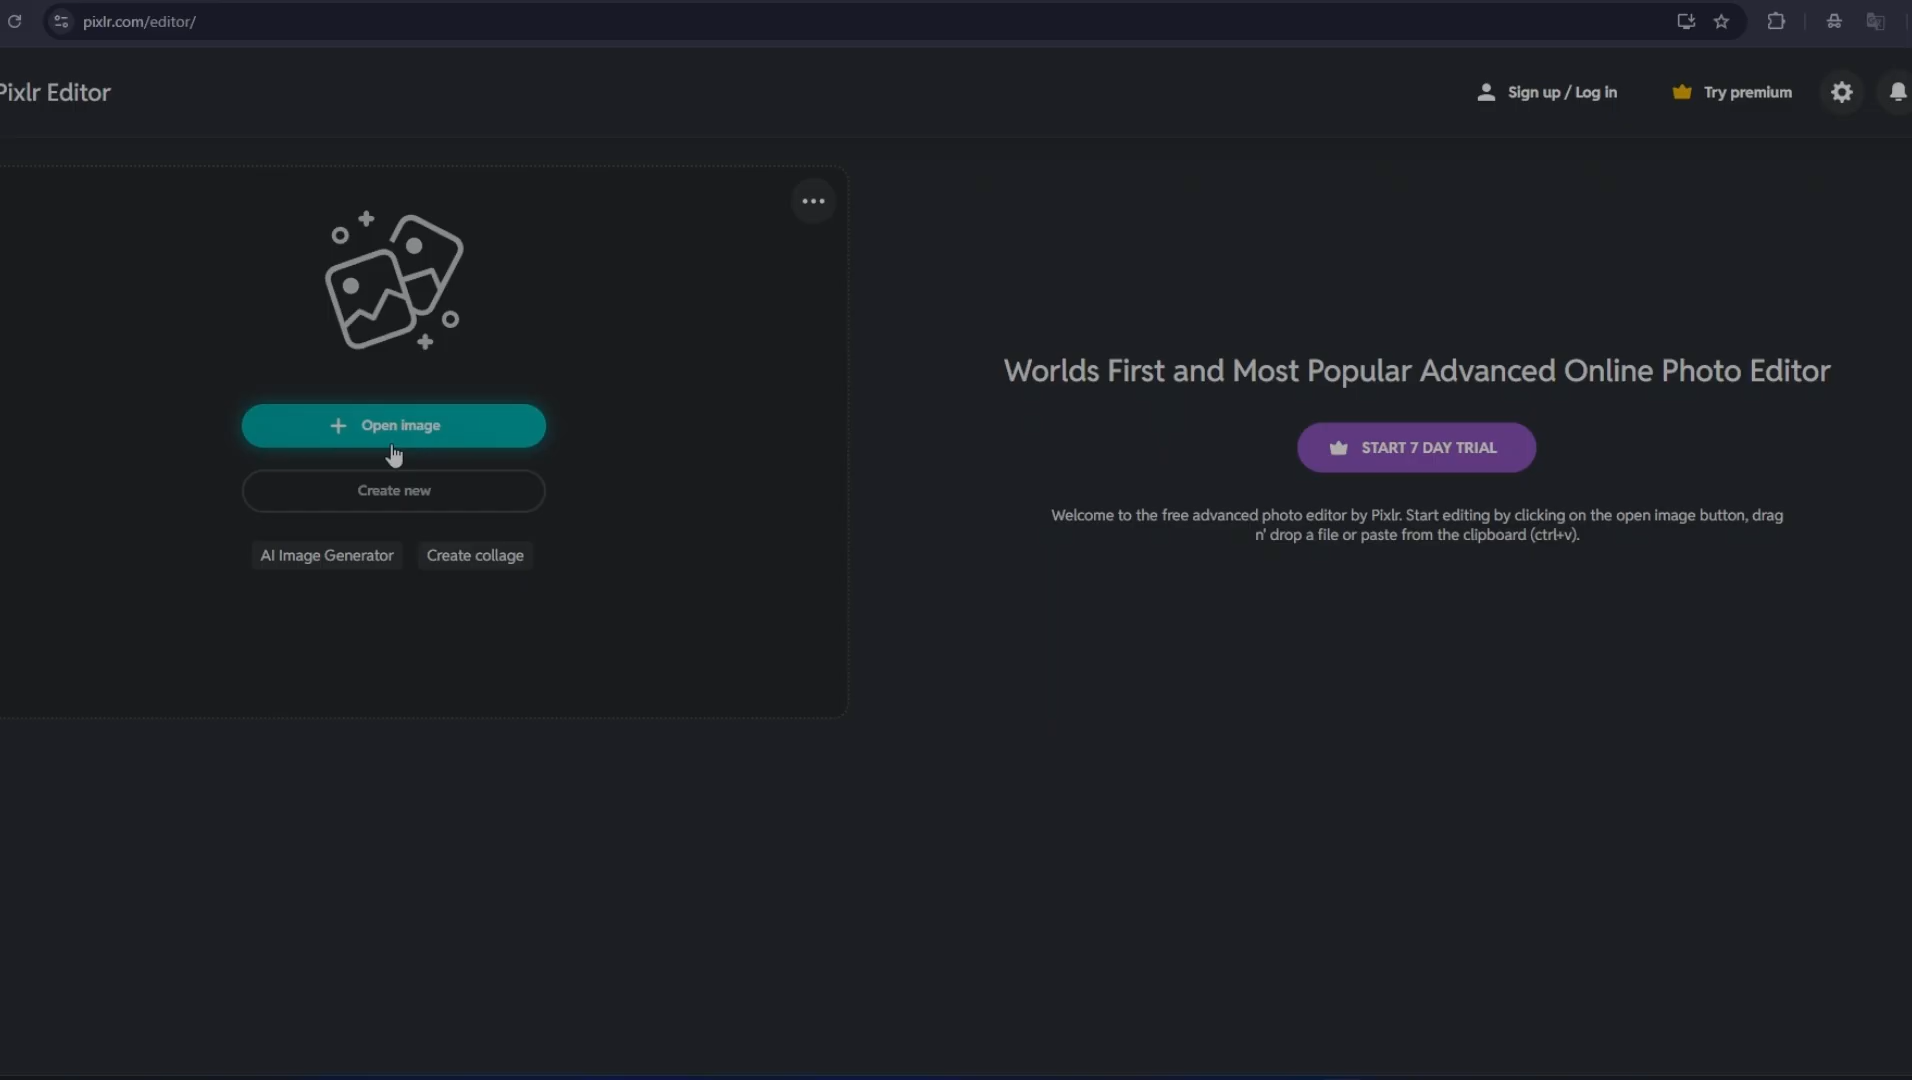 pixlr.com/editor/
Pixlr Editor
Sign up / Log in
Try premium
Open image
Create new
AI Image Generator
Create collage
Worlds First and Most Popular Advanced Online Photo Editor
START 7 DAY TRIAL
Welcome to the free advanced photo editor by Pixlr. Start editing by clicking on the open image button, drag
n' drop a file or paste from the clipboard (ctrl+v).